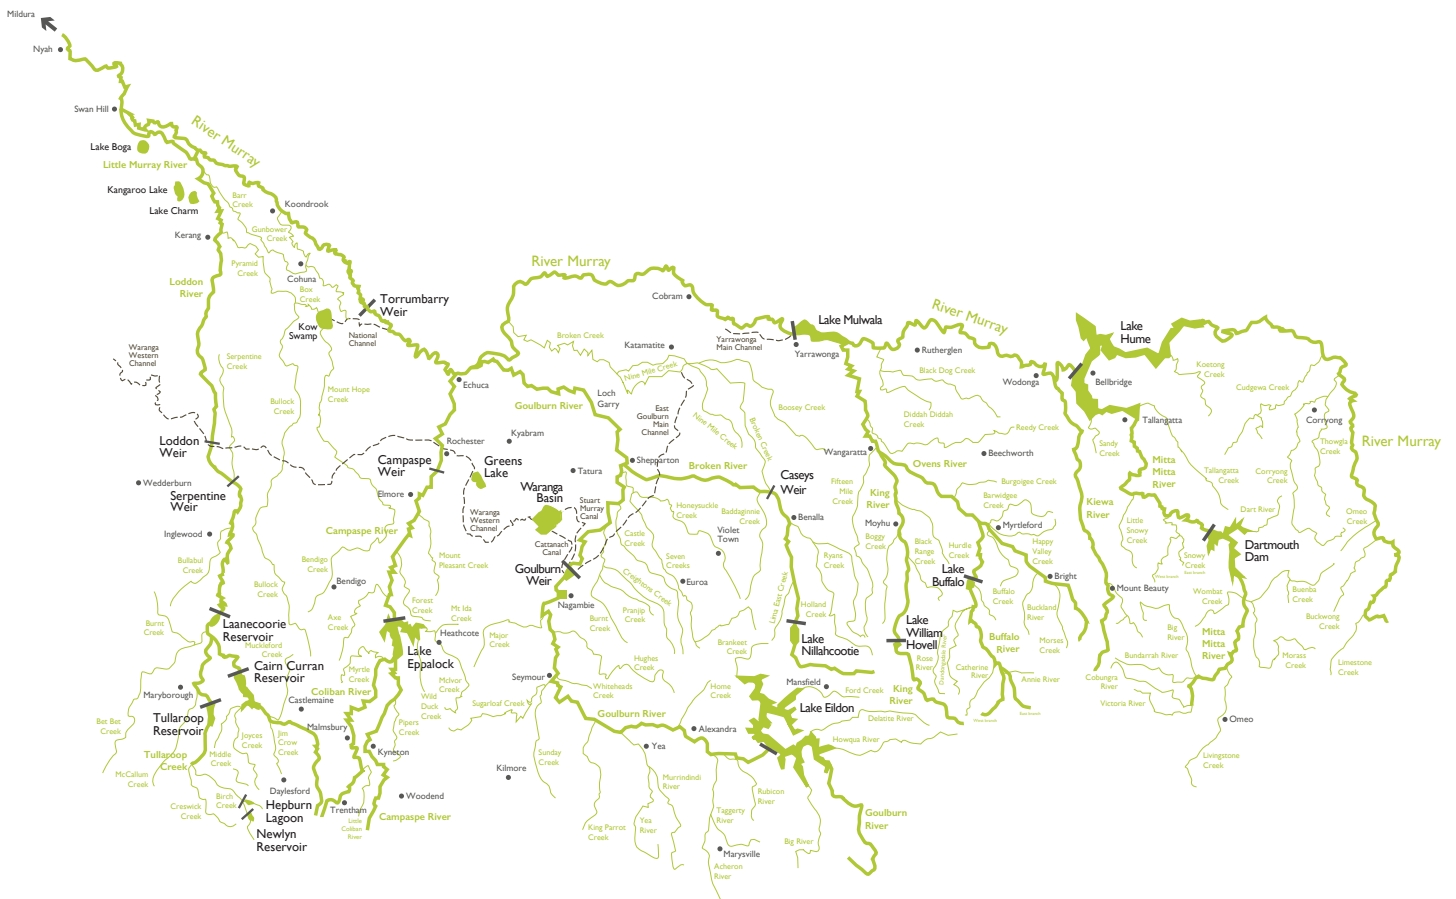 Mildura
Nyah
Swan Hill
River Murray
Lake Boga
Little Murray River
Kangaroo Lake
Lake Charm
Barr
Creek
Koondrook
Kerang
Gunbower
Creek
Pyramid
Creek
Cohuna
Box
Creek
Loddon
River
Torrumbarry
Weir
Kow
Swamp
National
Channel
River Murray
Cobram
Lake Mulwala
River Murray
Lake
Hume
Broken Creek
Katamatite
Yarrawonga
Main Channel
Yarrawonga
Rutherglen
Black Dog Creek
Wodonga
Bellbridge
Koetong
Creek
Cudgewa Creek
Waranga
Western
Channel
Serpentine
Creek
Mount Hope
Creek
Bullock
Creek
Echuca
Nine Mile Creek
Loch
Garry
Goulburn River
East
Goulburn
Main
Channel
Boosey Creek
Nine Mile Creek
Broken Creek
Diddah Diddah
Creek
Reedy Creek
Tallangatta
Corryong
Thowgla
Creek
River Murray
Loddon
Weir
Rochester
Kyabram
Campaspe
Weir
Greens
Lake
Shepparton
Broken River
Wangaratta
Beechworth
Ovens River
Sandy
Creek
Mitta
Mitta
River
Tallangatta
Creek
Corryong
Creek
Wedderburn
Serpentine
Weir
Elmore
Tatura
Waranga
Basin
Stuart
Murray
Canal
Caseys
Weir
Fifteen
Mile
Creek
King
River
Burgoigee Creek
Barwidgee
Creek
Kiewa
River
Dart River
Omeo
Creek
Inglewood
Campaspe River
Waranga
Western
Channel
Cattanach
Canal
Honeysuckle
Creek
Baddaginnie
Creek
Benalla
Moyhu
Myrtleford
Little
Snowy
Creek
Castle
Creek
Violet
Town
Boggy
Creek
Black
Range
Creek
Hurdle
Creek
Happy
Valley
Creek
Dartmouth
Dam
Bullabul
Creek
Bendigo
Creek
Mount
Pleasant Creek
Goulburn
Weir
Seven
Creeks
Ryans
Creek
Snowy
Creek
West branch
Bullock
Creek
Bendigo
Creightons Creek
Euroa
Lima East Creek
Lake
Buffalo
Bright
Mount Beauty
Wombat
Creek
Buenba
Creek
Nagambie
Forest
Creek
Mt Ida
Creek
Pranjip
Creek
Burnt
Creek
Holland
Creek
Buffalo
Creek
Buckland
River
Buckwong
Creek
Burnt
Creek
Laanecoorie
Reservoir
Axe
Creek
Heathcote
Major
Creek
Lake
William
Hovell
Big
River
Mitta
Mitta
River
Muckleford
Creek
Lake
Eppalock
Brankeet
Creek
Lake
Nillahcootie
Buffalo
River
Morses
Creek
Cairn Curran
Reservoir
Myrtle
Creek
Hughes
Creek
Rose
River
Dandongadale River
Catherine
River
Bundarrah River
Morass
Creek
Limestone
Creek
Maryborough
Coliban River
McIvor
Creek
Seymour
Whiteheads
Creek
Home
Creek
Mansfield
Ford Creek
King
River
Annie River
Cobungra
River
Castlemaine
Wild
Duck
Creek
Sugarloaf Creek
Lake Eildon
Victoria River
Bet Bet
Creek
Tullaroop
Reservoir
Pipers
Creek
Goulburn River
Delatite River
West branch
East branch
Omeo
Malmsbury
Alexandra
Joyces
Creek
Jim
Crow
Creek
Howqua River
Tullaroop
Creek
Middle
Creek
Kyneton
Sunday
Creek
Yea
Livingstone
Creek
McCallum
Creek
Kilmore
Murrindindi
River
Daylesford
Birch
Creek
Creswick
Creek
Hepburn
Lagoon
Trentham
Woodend
Rubicon
River
Taggerty
River
Little
Coliban
River
Campaspe River
King Parrot
Creek
Yea
River
Goulburn
River
Newlyn
Reservoir
Big River
Marysville
Acheron
River